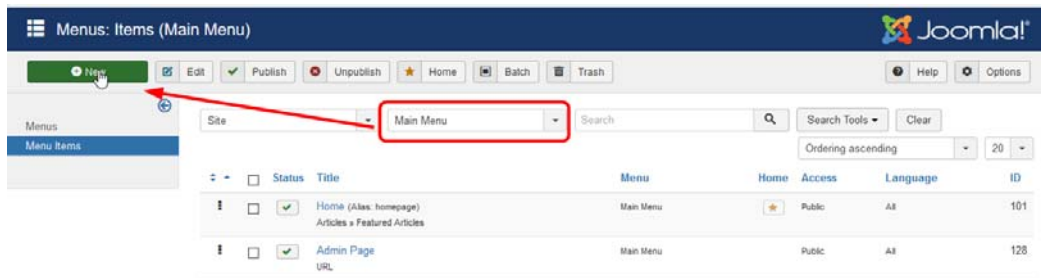 Menus: Items (Main Menu)
Joomla!
New Edit Publish Unpublish Home Batch Trash Help Options
Menus
Menu Items
Site Main Menu Search Search Tools Clear
Ordering ascending 20
Status Title Menu Home Access Language ID
Home (Alias: homepage) Main Menu Public All 101
Articles » Featured Articles
Admin Page Main Menu Public All 128
URL